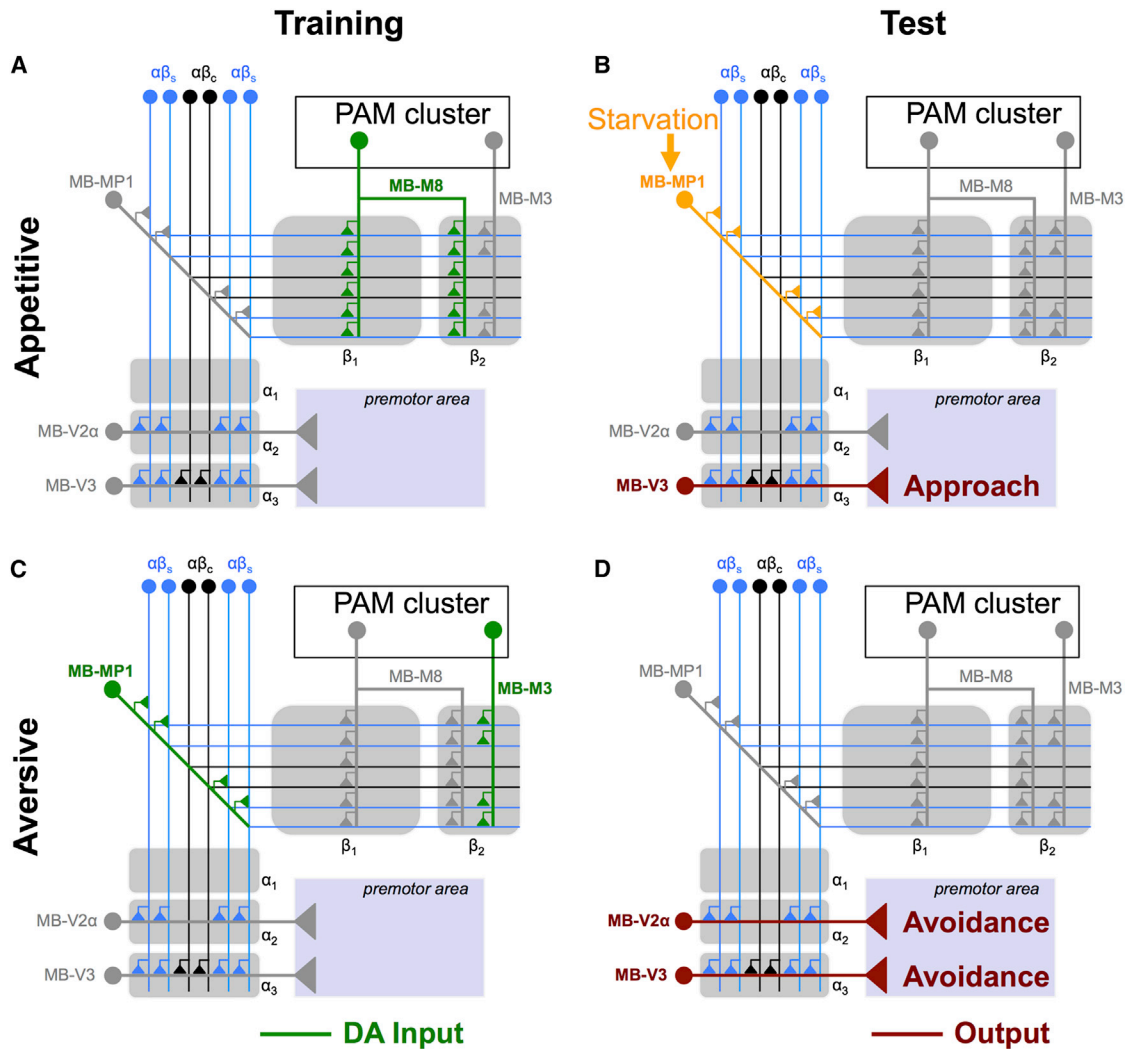 Training
Test
Appetitive
Aversive
A
αβs αβc αβs
PAM cluster
MB-MP1
MB-M8
MB-M3
β1
β2
α1
premotor area
MB-V2α
α2
MB-V3
α3
B
αβs αβc αβs
PAM cluster
Starvation
MB-MP1
MB-M8
MB-M3
β1
β2
α1
premotor area
MB-V2α
α2
MB-V3
Approach
α3
C
αβs αβc αβs
PAM cluster
MB-MP1
MB-M8
MB-M3
β1
β2
α1
premotor area
MB-V2α
α2
MB-V3
α3
D
αβs αβc αβs
PAM cluster
MB-MP1
MB-M8
MB-M3
β1
β2
α1
premotor area
MB-V2α
Avoidance
α2
MB-V3
Avoidance
α3
DA Input
Output